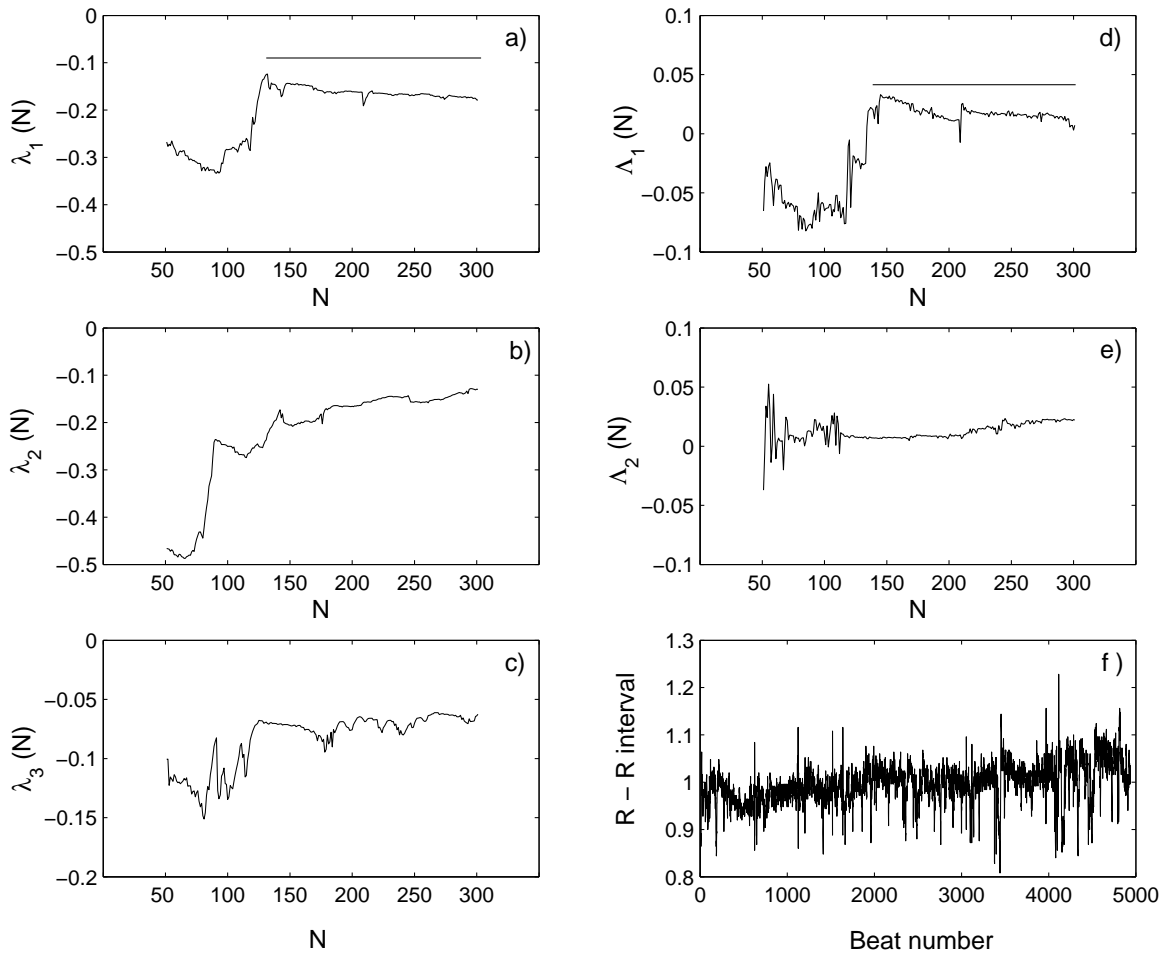 a)
0
−0.1
−0.2
−0.3
−0.4
−0.5
λ1 (N)
50 100 150 200 250 300
N
d)
0.1
0.05
0
−0.05
−0.1
Λ1 (N)
50 100 150 200 250 300
N
b)
0
−0.1
−0.2
−0.3
−0.4
−0.5
λ2 (N)
50 100 150 200 250 300
N
e)
0.1
0.05
0
0.05
0.1
Λ2 (N)
50 100 150 200 250 300
N
c)
0
−0.05
−0.1
−0.15
−0.2
λ3 (N)
50 100 150 200 250 300
N
f )
1.3
1.2
1.1
1
0.9
0.8
R − R interval
0 1000 2000 3000 4000 5000
Beat number